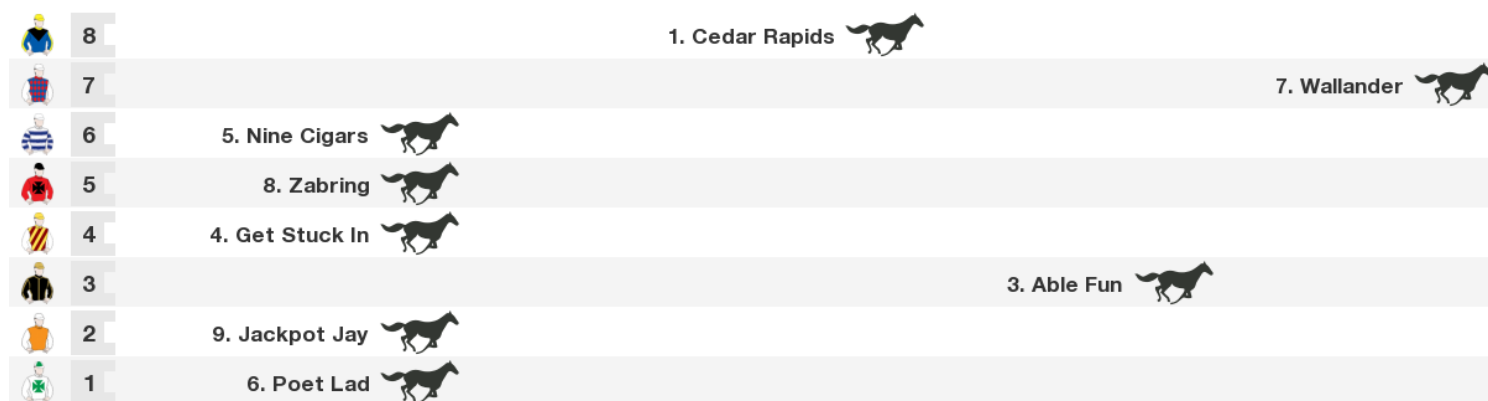 8 1. Cedar Rapids
7 7. Wallander
6 5. Nine Cigars
5 8. Zabring
4 4. Get Stuck In
3 3. Able Fun
2 9. Jackpot Jay
1 6. Poet Lad